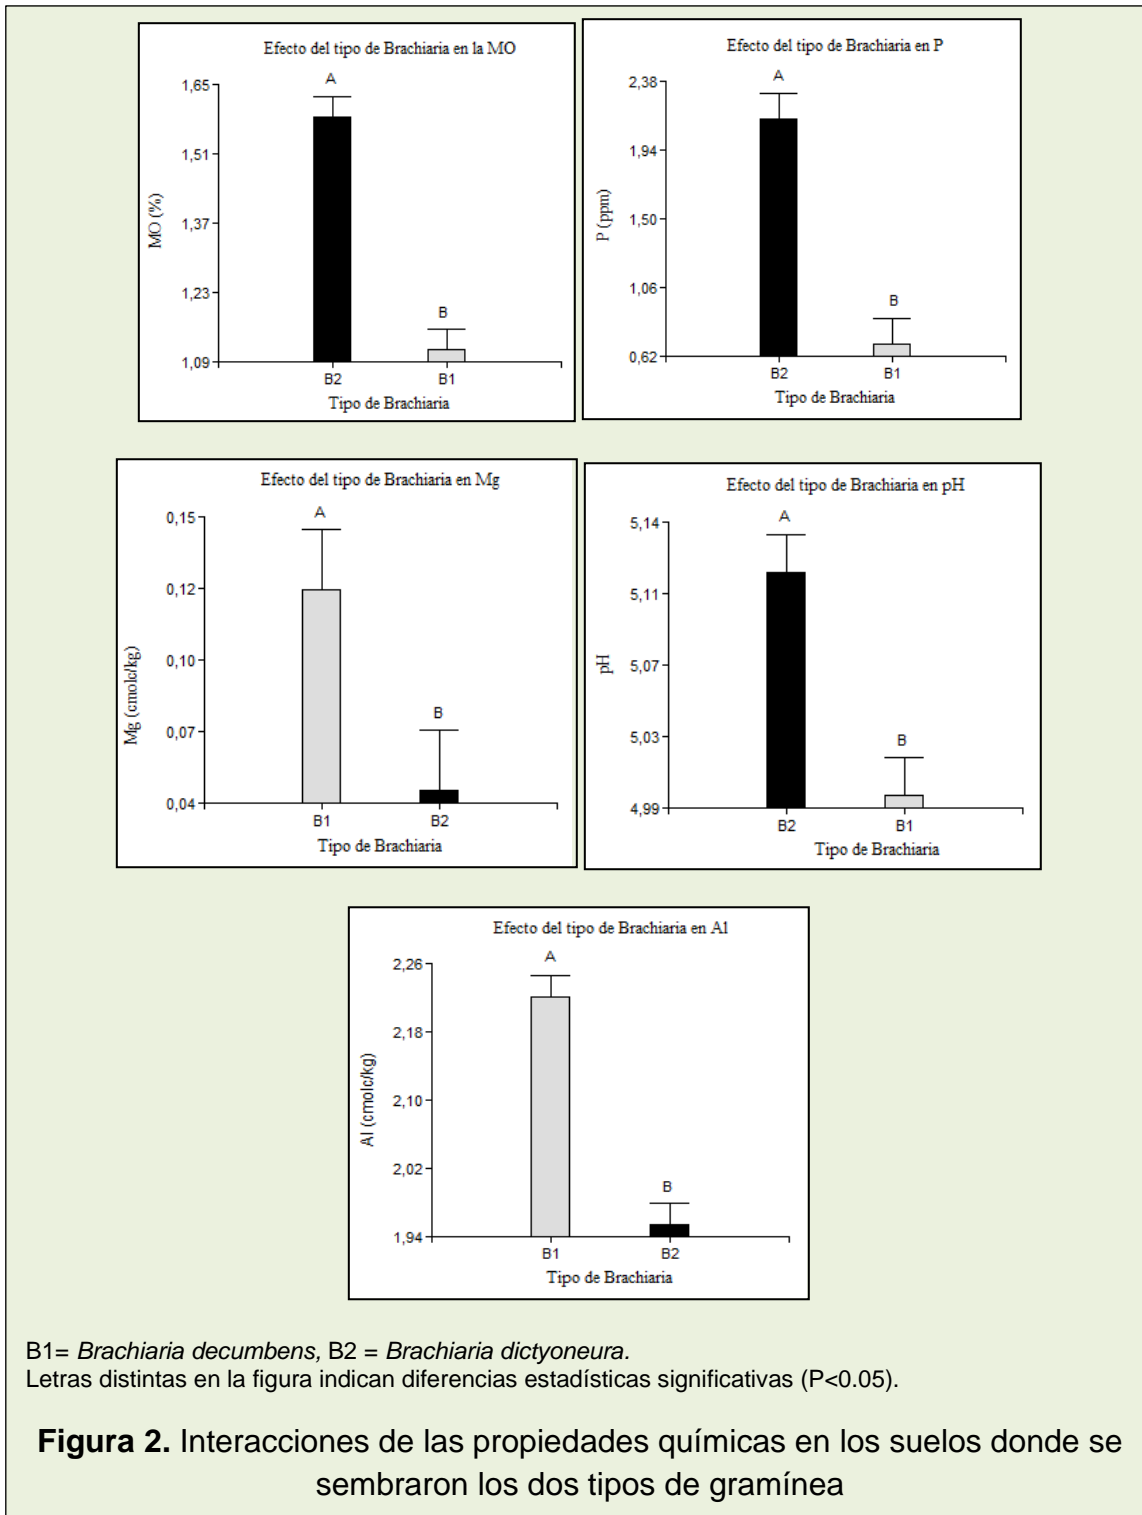 Efecto del tipo de Brachiaria en la MO
A
1,65
1,51
1,37
1,23
1,09
MO (%)
B
B2
B1
Tipo de Brachiaria
Efecto del tipo de Brachiaria en P
A
2,38
1,94
1,50
1,06
0,62
P (ppm)
B
B2
B1
Tipo de Brachiaria
Efecto del tipo de Brachiaria en Mg
A
0,15
0,12
0,10
0,07
0,04
Mg (cmolc/kg)
B
B1
B2
Tipo de Brachiaria
Efecto del tipo de Brachiaria en pH
A
5,14
5,11
5,07
5,03
4,99
pH
B
B2
B1
Tipo de Brachiaria
Efecto del tipo de Brachiaria en Al
A
2,26
2,18
2,10
2,02
1,94
Al (cmolc/kg)
B
B1
B2
Tipo de Brachiaria
B1= Brachiaria decumbens, B2 = Brachiaria dictyoneura.
Letras distintas en la figura indican diferencias estadísticas significativas (P<0.05).
Figura 2. Interacciones de las propiedades químicas en los suelos donde se
sembraron los dos tipos de gramínea